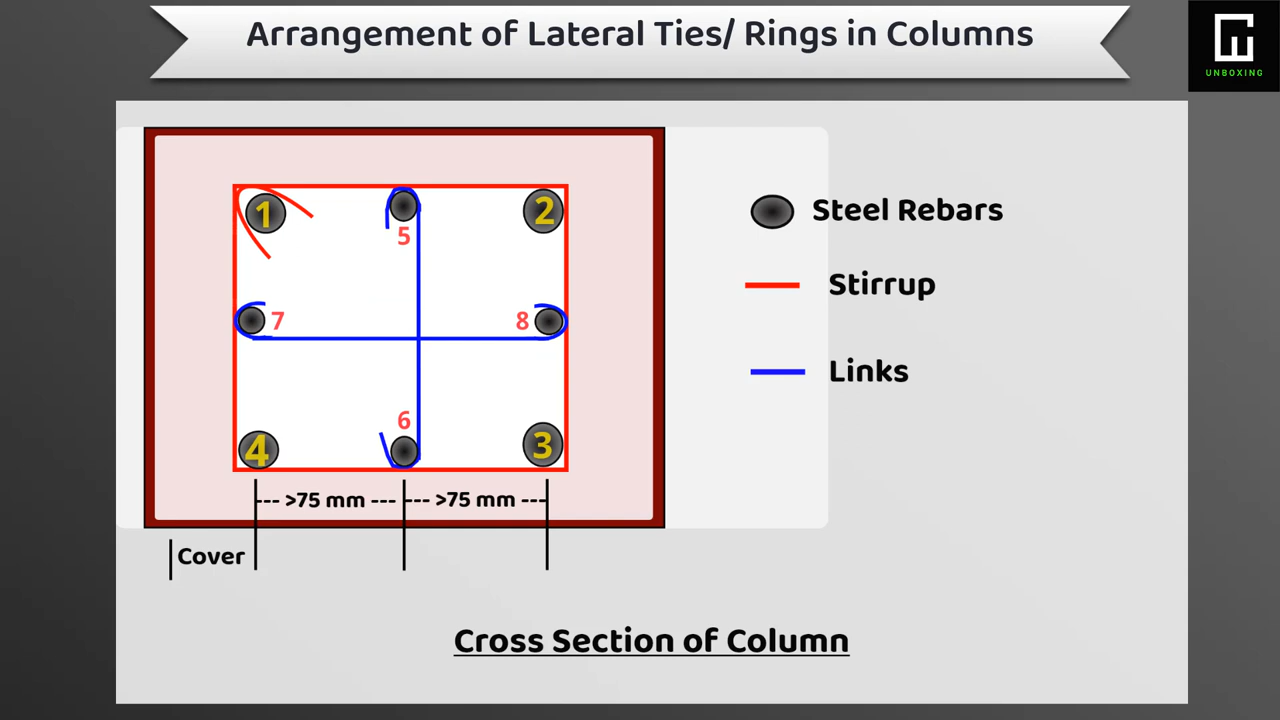 Arrangement of Lateral Ties/ Rings in Columns
UNBOXING
1
5
2
Steel Rebars
Stirrup
7
8
Links
6
4
3
--- >75 mm ---
--- >75 mm ---
Cover
Cross Section of Column